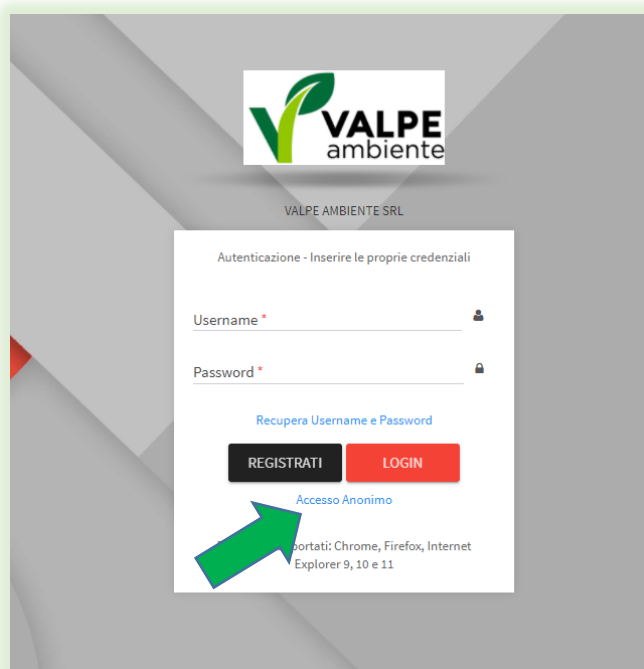 VALPE
ambiente
VALPE AMBIENTE SRL
Autenticazione - Inserire le proprie credenziali
Username *
Password *
Recupera Username e Password
REGISTRATI
LOGIN
Accesso Anonimo
Chrome, Firefox, Internet
Explorer 9, 10 e 11